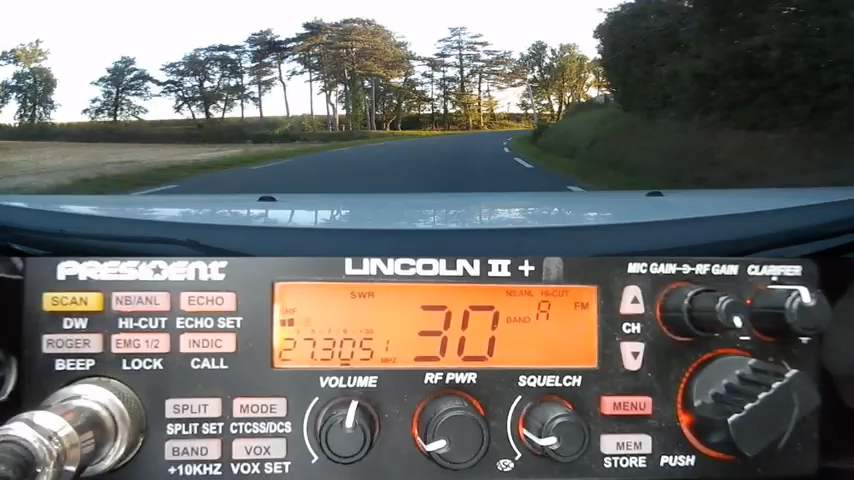 PRESIDENT
LINCOLN II +
MIC GAIN RF GAIN CLARIFIER
SCAN NB/ANL ECHO
DW HI-CUT ECHO SET
ROGER EMG 1/2 INDIC
BEEP LOCK CALL
SWR NB/ANL HI-CUT FM
30 BAND A
27.305
CH
VOLUME RF PWR SQUELCH
SPLIT MODE
SPLIT SET CTCSS/DCS
BAND VOX
+10KHZ VOX SET
MENU
MEM
STORE PUSH